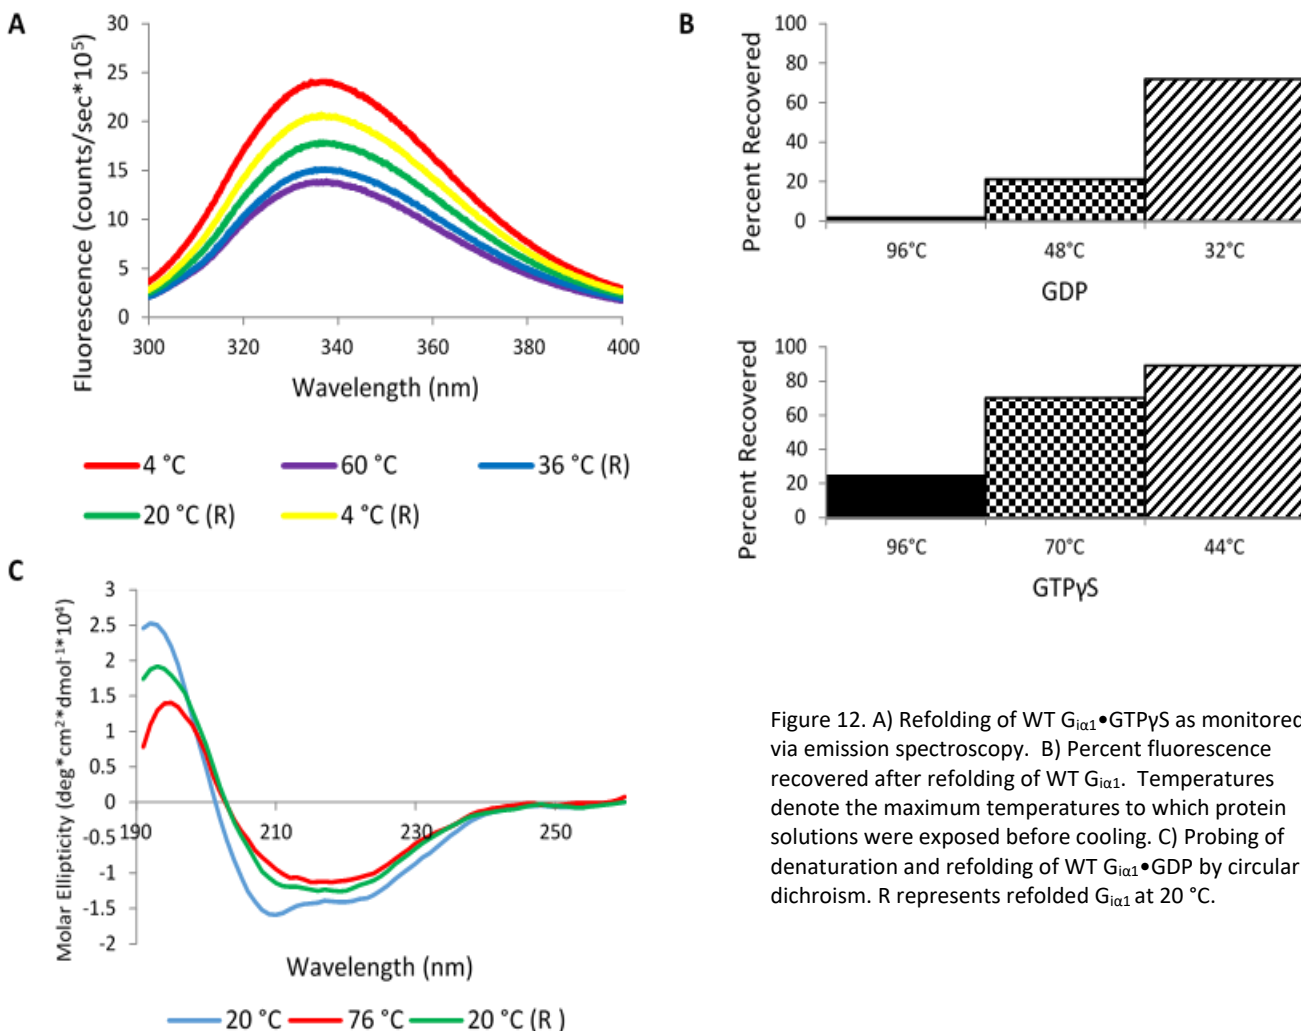 A
Fluorescence (counts/sec*10⁵)
30
25
20
15
10
5
0
300
320
340
360
380
400
Wavelength (nm)
4 °C
60 °C
36 °C (R)
20 °C (R)
4 °C (R)
B
Percent Recovered
100
80
60
40
20
0
96°C
48°C
32°C
GDP
Percent Recovered
100
80
60
40
20
0
96°C
70°C
44°C
GTPγS
C
Molar Ellipticity (deg*cm²*dmol⁻¹*10⁴)
3
2.5
2
1.5
1
0.5
0
-0.5
-1
-1.5
-2
190
210
230
250
Wavelength (nm)
20 °C
76 °C
20 °C (R )
Figure 12. A) Refolding of WT Giα1•GTPγS as monitored
via emission spectroscopy. B) Percent fluorescence
recovered after refolding of WT Giα1. Temperatures
denote the maximum temperatures to which protein
solutions were exposed before cooling. C) Probing of
denaturation and refolding of WT Giα1•GDP by circular
dichroism. R represents refolded Giα1 at 20 °C.